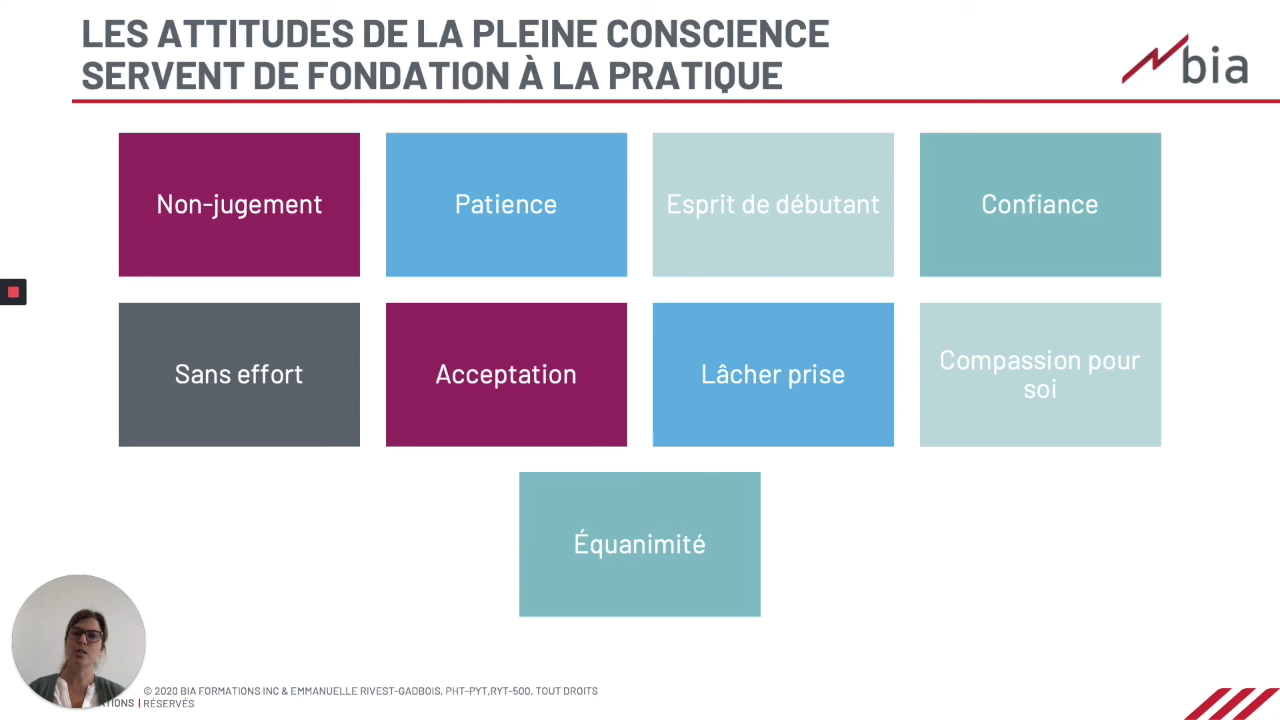 LES ATTITUDES DE LA PLEINE CONSCIENCE
SERVENT DE FONDATION À LA PRATIQUE
bia
Non-jugement
Patience
Esprit de débutant
Confiance
Sans effort
Acceptation
Lâcher prise
Compassion pour
soi
Équanimité
© 2020 BIA FORMATIONS INC & EMMANUELLE RIVEST-GADBOIS, PHT-PYT,RYT-500. TOUT DROITS
ATIONS | RÉSERVÉS